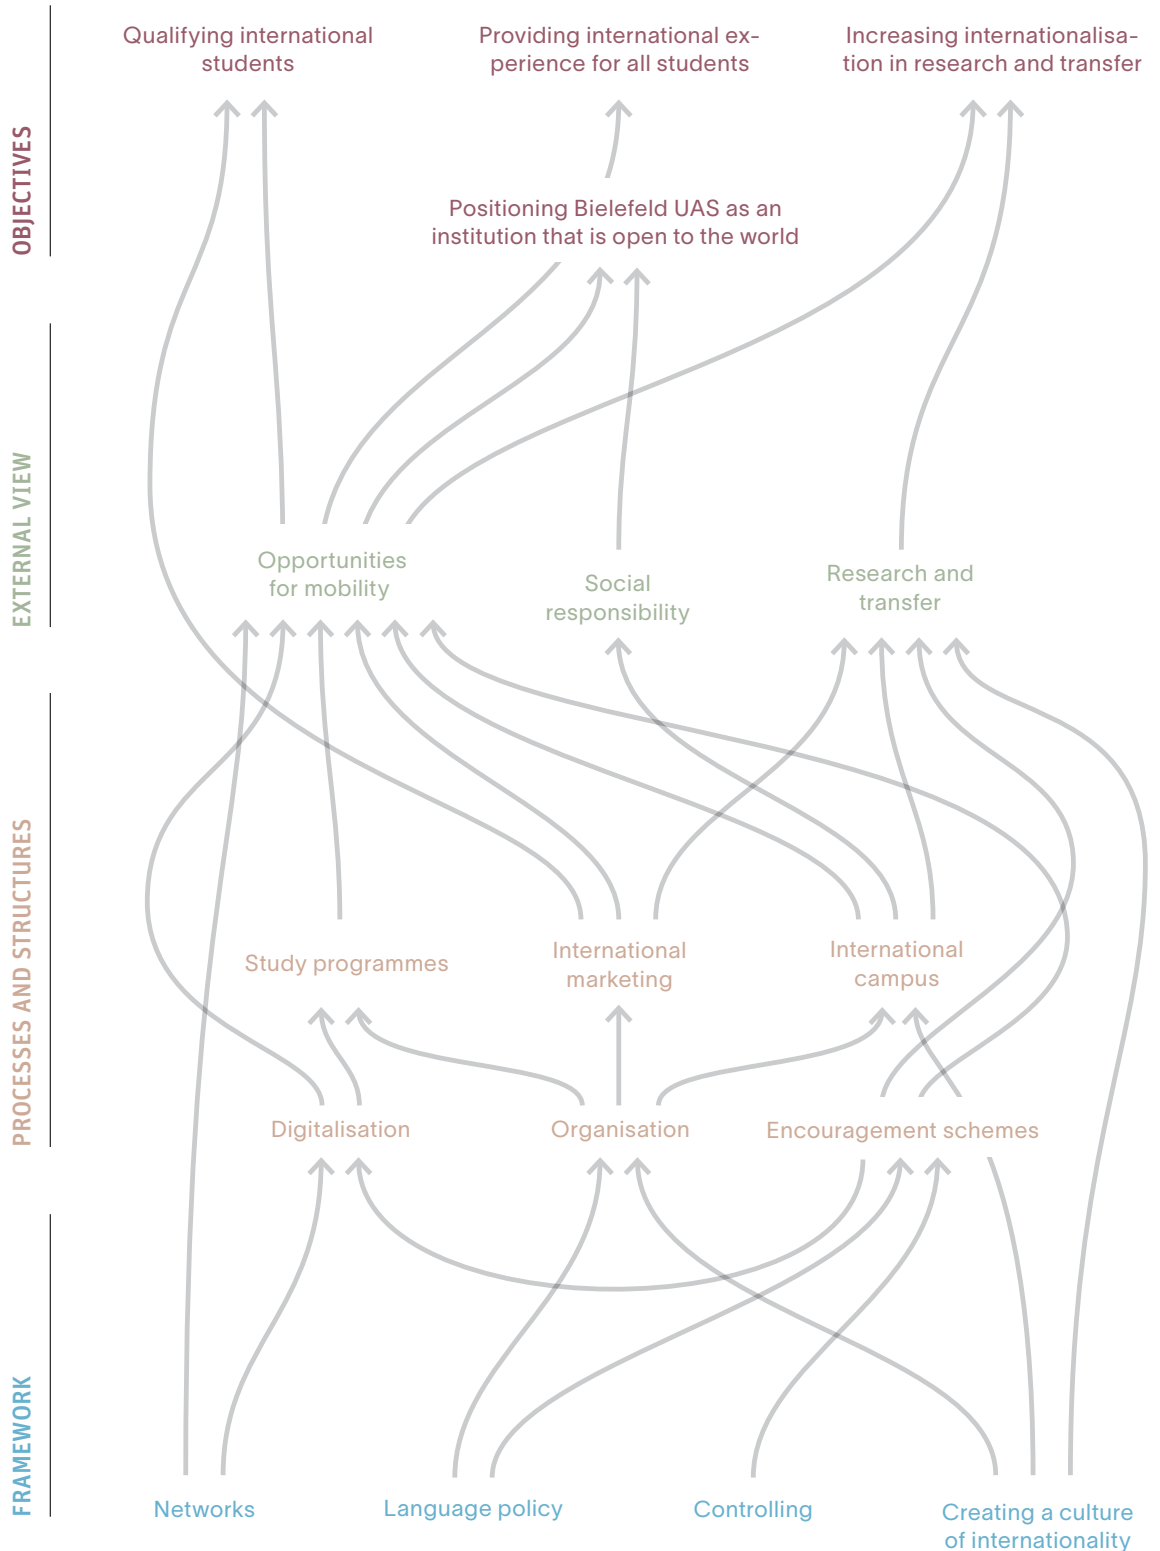 OBJECTIVES
Qualifying international
students
Providing international ex-
perience for all students
Increasing internationalisa-
tion in research and transfer
Positioning Bielefeld UAS as an
institution that is open to the world
EXTERNAL VIEW
Opportunities
for mobility
Social
responsibility
Research and
transfer
PROCESSES AND STRUCTURES
Study programmes
International
marketing
International
campus
Digitalisation
Organisation
Encouragement schemes
FRAMEWORK
Networks
Language policy
Controlling
Creating a culture
of internationality